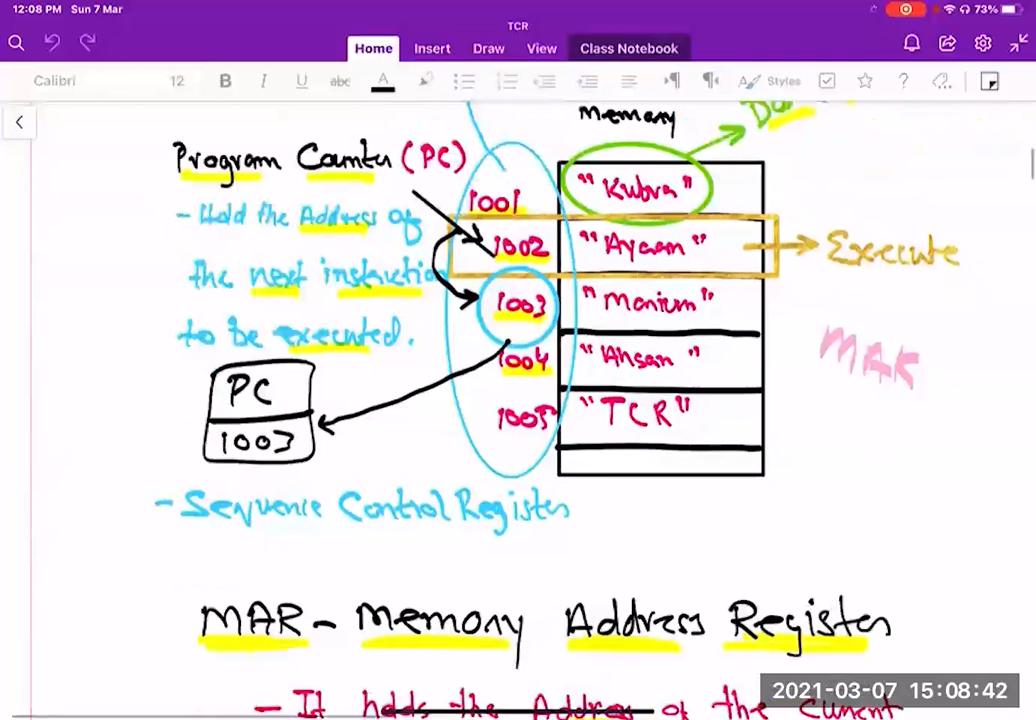 12:08 PM Sun 7 Mar
73%
TCR
Home Insert Draw View Class Notebook
Calibri 12 B I U abc A Styles
Memory
Program Counter (PC)
- Hold the Address of
the next instruction
to be executed.
1001 "Kubra"
1002 "Ayaan" Execute
1003 "Monium"
1004 "Ahsan"
1005 "TCR"
MAR
PC
1003
- Sequence Control Register
MAR - Memory Address Register
- It holds the Address of the current
2021-03-07 15:08:42